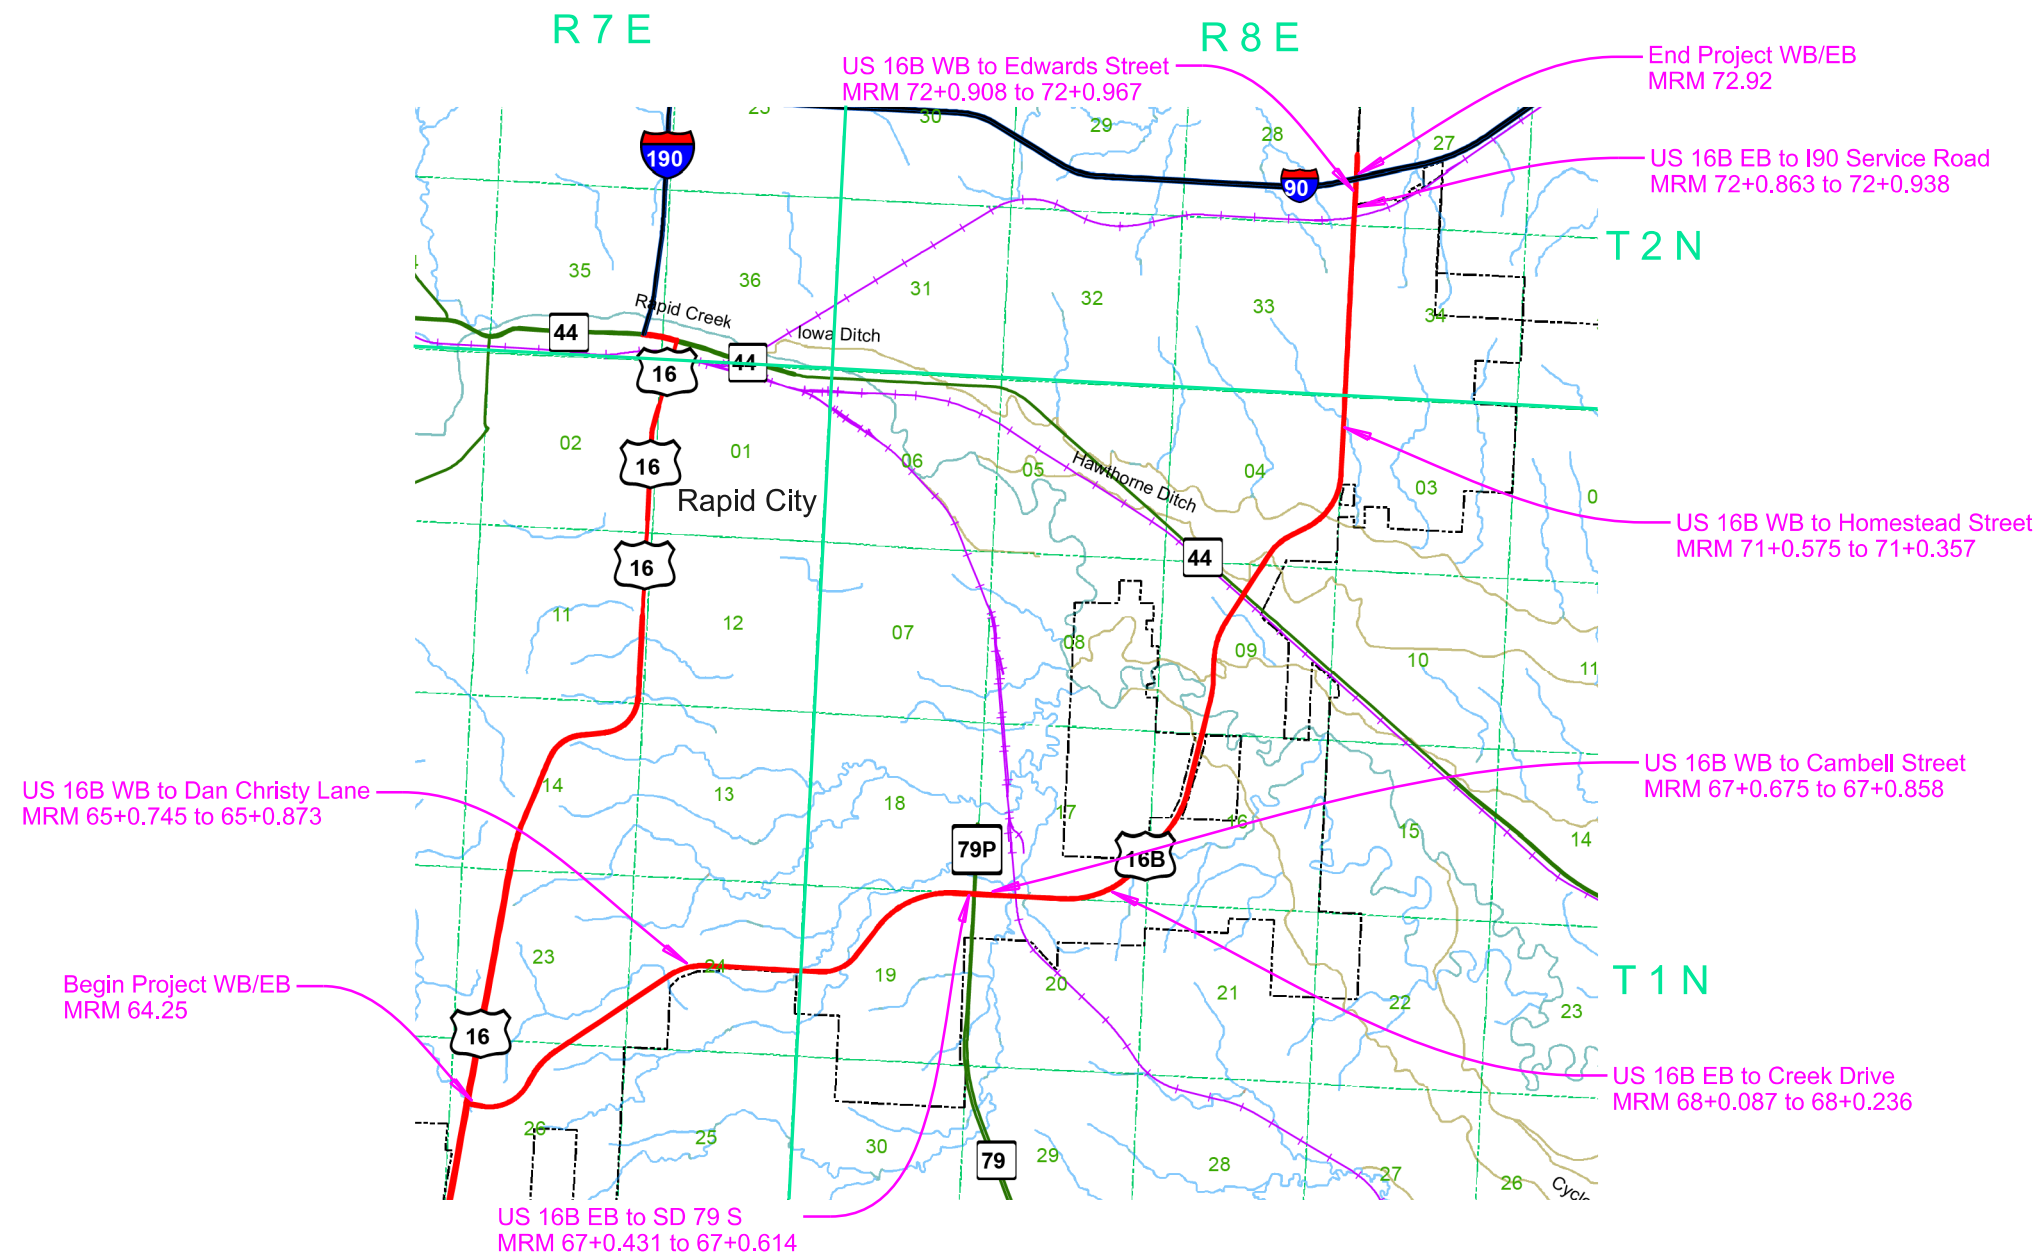 R 7 E
R 8 E
US 16B WB to Edwards Street
MRM 72+0.908 to 72+0.967
End Project WB/EB
MRM 72.92
US 16B EB to I90 Service Road
MRM 72+0.863 to 72+0.938
25
30
29
28
27
190
90
T 2 N
35
36
31
32
33
34
Rapid Creek
Iowa Ditch
44
44
16
02
01
06
05
04
03
Hawthorne Ditch
16
Rapid City
US 16B WB to Homestead Street
MRM 71+0.575 to 71+0.357
16
44
11
12
07
08
09
10
11
US 16B WB to Cambell Street
MRM 67+0.675 to 67+0.858
US 16B WB to Dan Christy Lane
MRM 65+0.745 to 65+0.873
14
13
18
17
16
15
14
79P
16B
Begin Project WB/EB
MRM 64.25
23
24
19
20
21
22
23
T 1 N
16
US 16B EB to Creek Drive
MRM 68+0.087 to 68+0.236
26
25
30
29
28
27
26
79
US 16B EB to SD 79 S
MRM 67+0.431 to 67+0.614